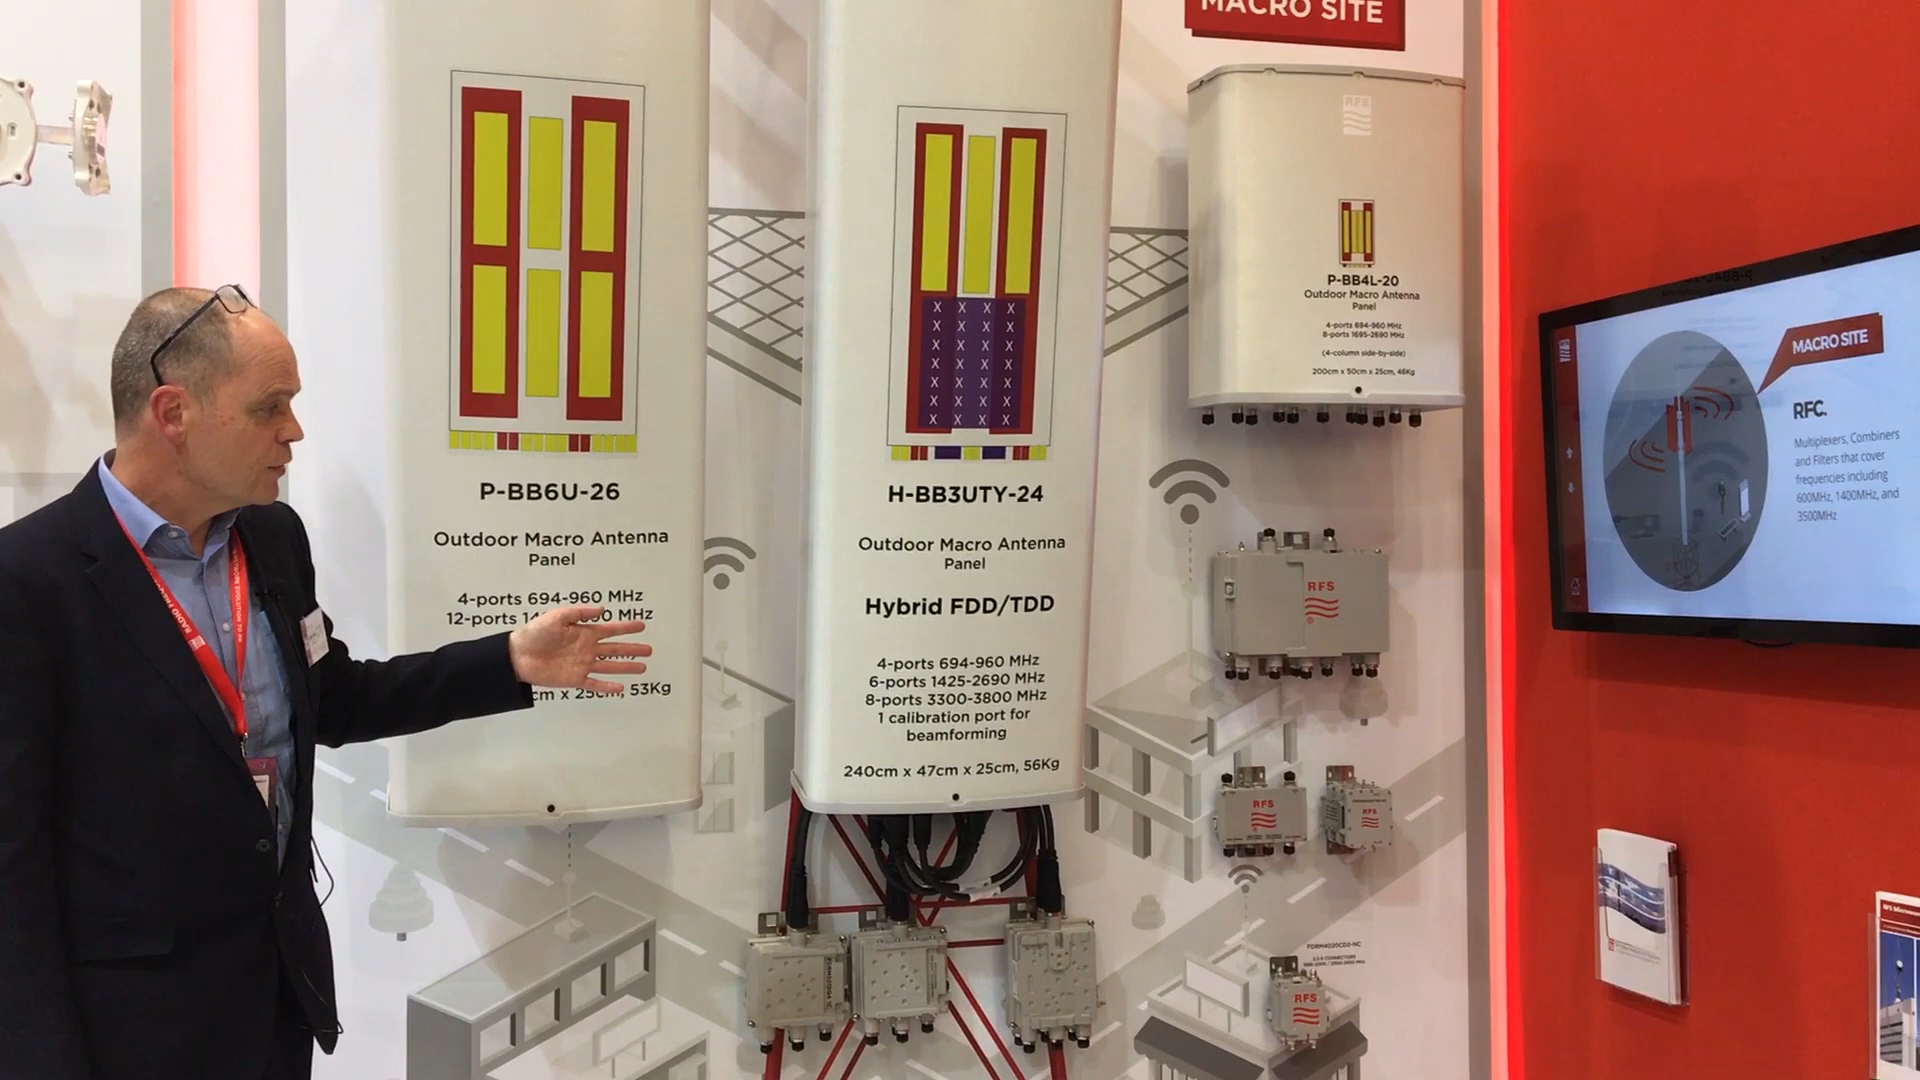 MACRO SITE
RFS
P-BB4L-20
Outdoor Macro Antenna
Panel
4-ports 694-960 MHz
8-ports 1695-2690 MHz
(4-column side-by-side)
200cm x 50cm x 25cm, 46Kg
P-BB6U-26
Outdoor Macro Antenna
Panel
4-ports 694-960 MHz
12-ports 14 90 MHz
cm x 25cm, 53Kg
X X X X
X X X X
X X X X
X X X X
X X X X
X X X X
X X X X
H-BB3UTY-24
Outdoor Macro Antenna
Panel
Hybrid FDD/TDD
4-ports 694-960 MHz
6-ports 1425-2690 MHz
8-ports 3300-3800 MHz
1 calibration port for
beamforming
240cm x 47cm x 25cm, 56Kg
RFS
RFS
RFS
RFS
MACRO SITE
RFC.
Multiplexers, Combiners
and Filters that cover
frequencies including
600MHz, 1400MHz, and
3500MHz